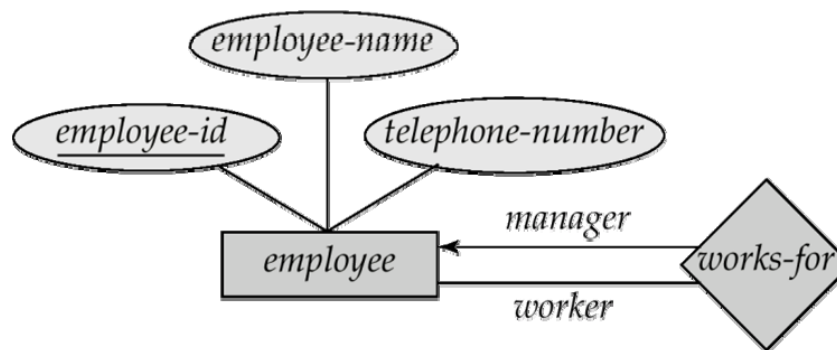 employee-name
employee-id
telephone-number
manager
employee
works-for
worker